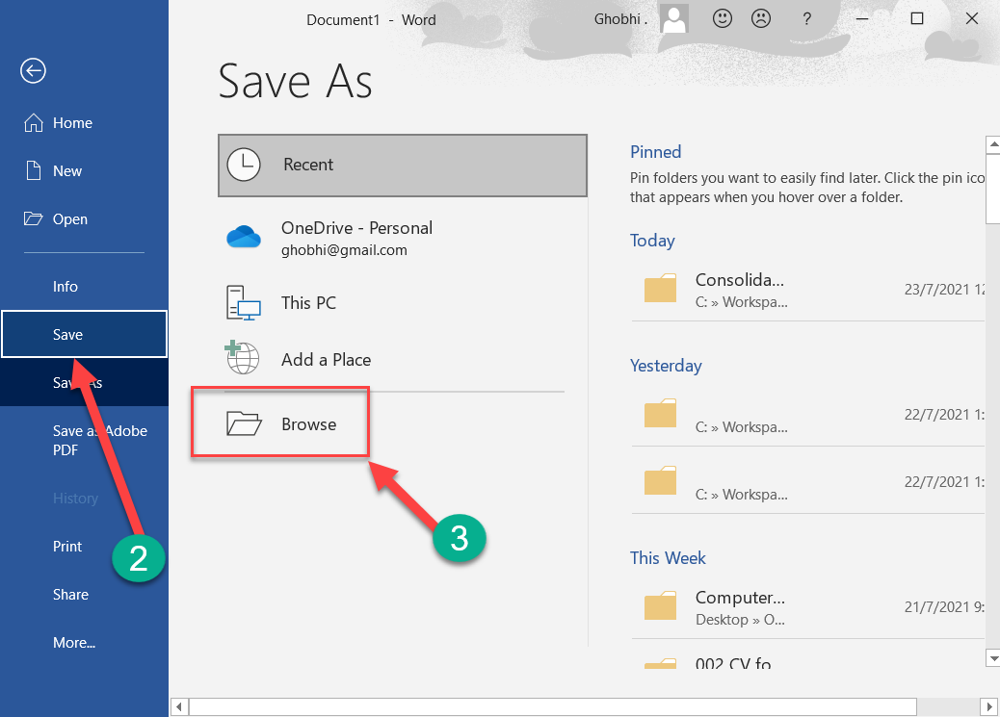 Document1 - Word
Ghobhi .
?
Save As
Home
New
Open
Info
Save
Save As
Save as Adobe
PDF
History
Print
Share
More...
2
Recent
OneDrive - Personal
ghobhi@gmail.com
This PC
Add a Place
Browse
3
Pinned
Pin folders you want to easily find later. Click the pin ico
that appears when you hover over a folder.
Today
Consolida...
23/7/2021 12
C: » Workspa...
Yesterday
22/7/2021 1:
C: » Workspa...
22/7/2021 1:
C: » Workspa...
This Week
Computer...
21/7/2021 9:
Desktop » O...
002 CV fo